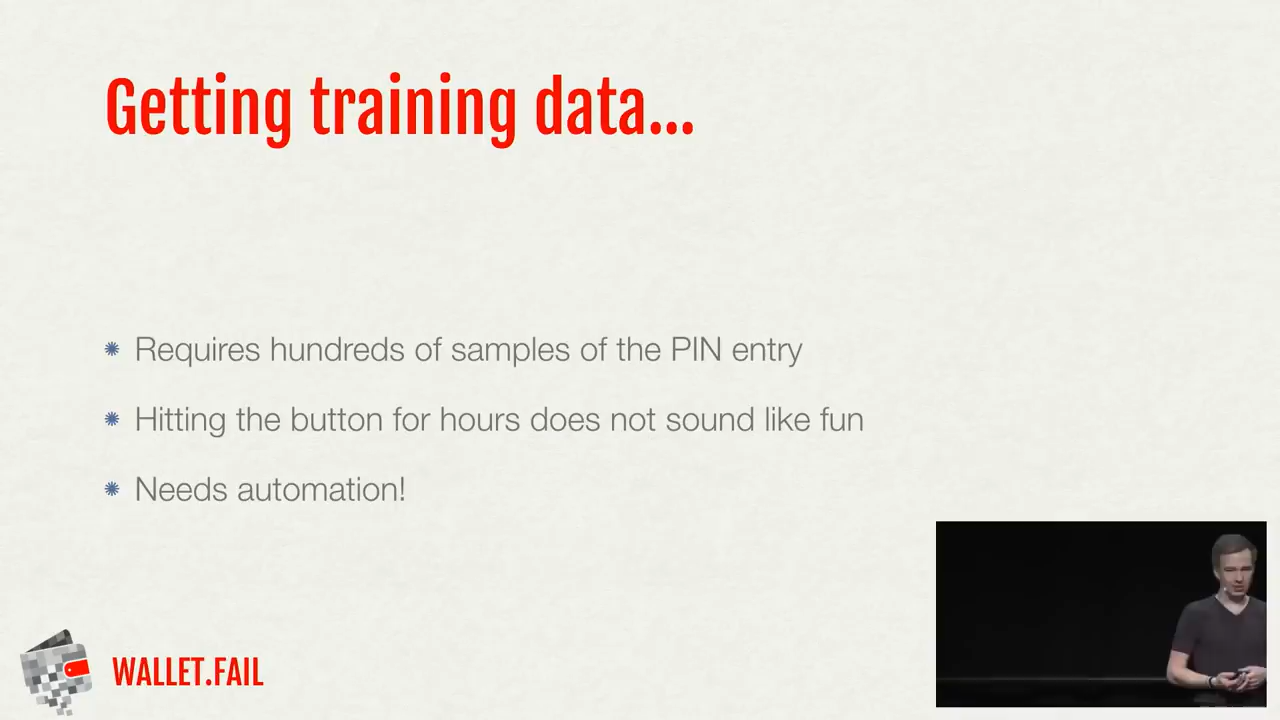 Getting training data...
Requires hundreds of samples of the PIN entry
Hitting the button for hours does not sound like fun
Needs automation!
WALLET.FAIL